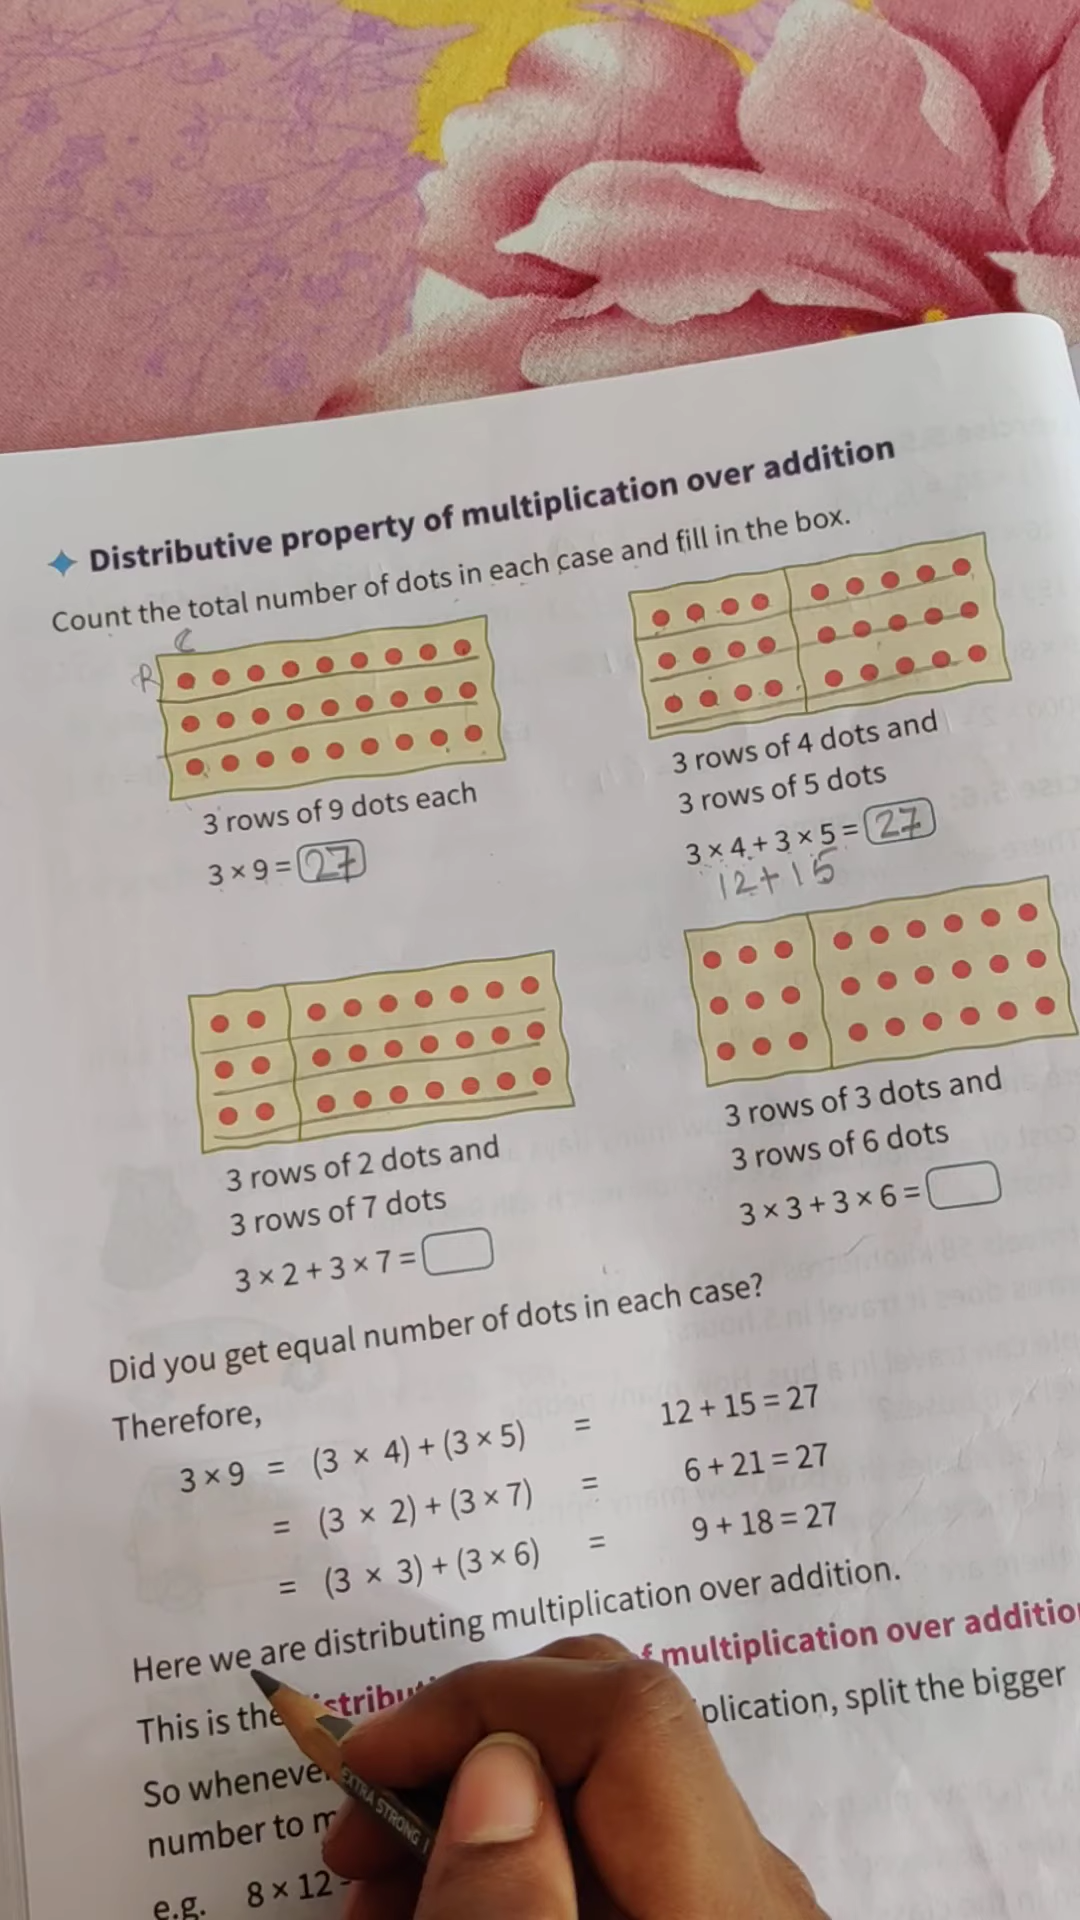 Distributive property of multiplication over addition
Count the total number of dots in each case and fill in the box.
C
R
3 rows of 9 dots each
3 × 9 = 27
3 rows of 4 dots and
3 rows of 5 dots
3 × 4 + 3 × 5 = 27
12 + 15
3 rows of 2 dots and
3 rows of 7 dots
3 × 2 + 3 × 7 =
3 rows of 3 dots and
3 rows of 6 dots
3 × 3 + 3 × 6 =
Did you get equal number of dots in each case?
Therefore,
3 × 9 = (3 × 4) + (3 × 5) = 12 + 15 = 27
= (3 × 2) + (3 × 7) = 6 + 21 = 27
= (3 × 3) + (3 × 6) = 9 + 18 = 27
Here we are distributing multiplication over addition.
This is the multiplication over addition
So whenever split the bigger
number to
e.g. 8 × 12
EXTRA STRONG